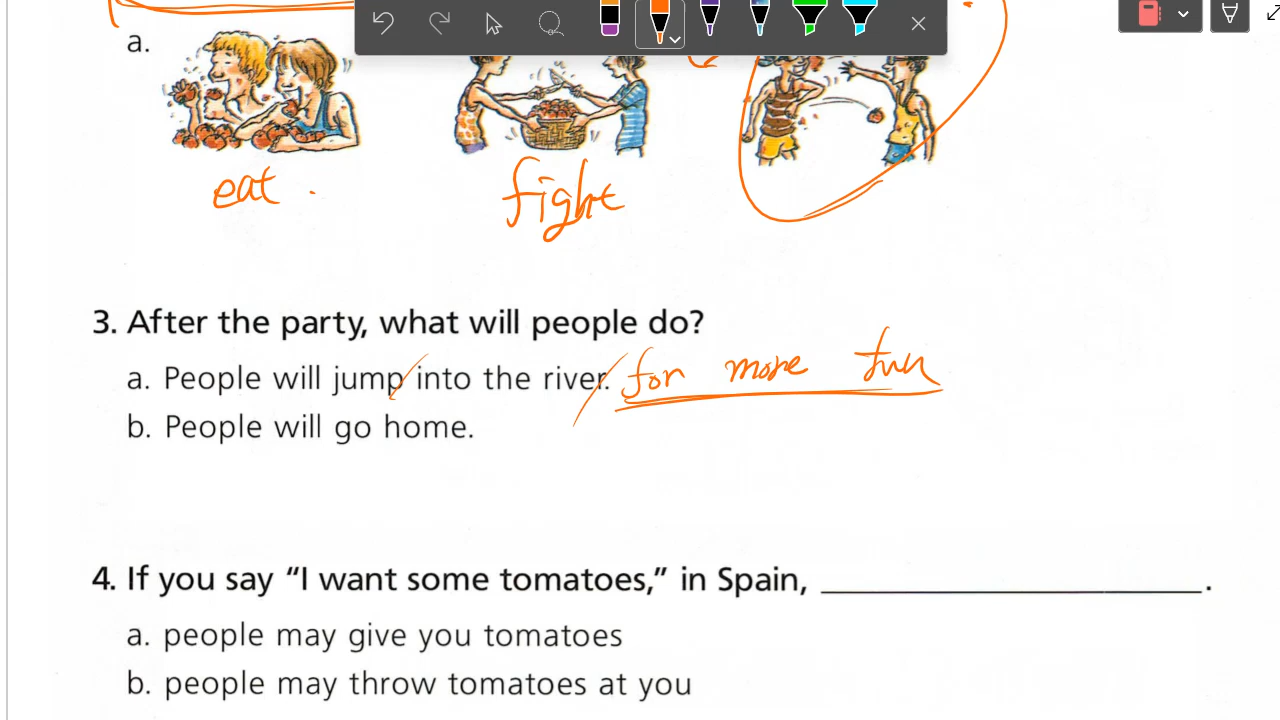 a.
eat .
fight
3. After the party, what will people do?
a. People will jump into the river. for more fun
b. People will go home.
4. If you say “I want some tomatoes,” in Spain, ____________________.
a. people may give you tomatoes
b. people may throw tomatoes at you